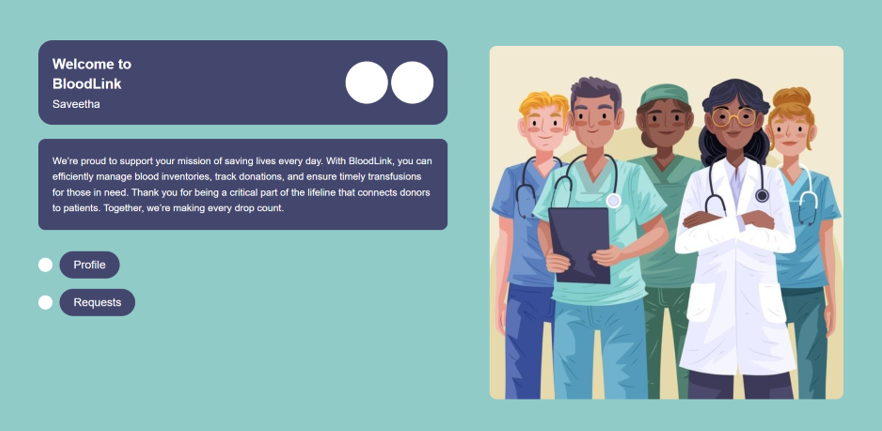 Welcome to
BloodLink
Saveetha
We're proud to support your mission of saving lives every day. With BloodLink, you can
efficiently manage blood inventories, track donations, and ensure timely transfusions
for those in need. Thank you for being a critical part of the lifeline that connects donors
to patients. Together, we're making every drop count.
Profile
Requests